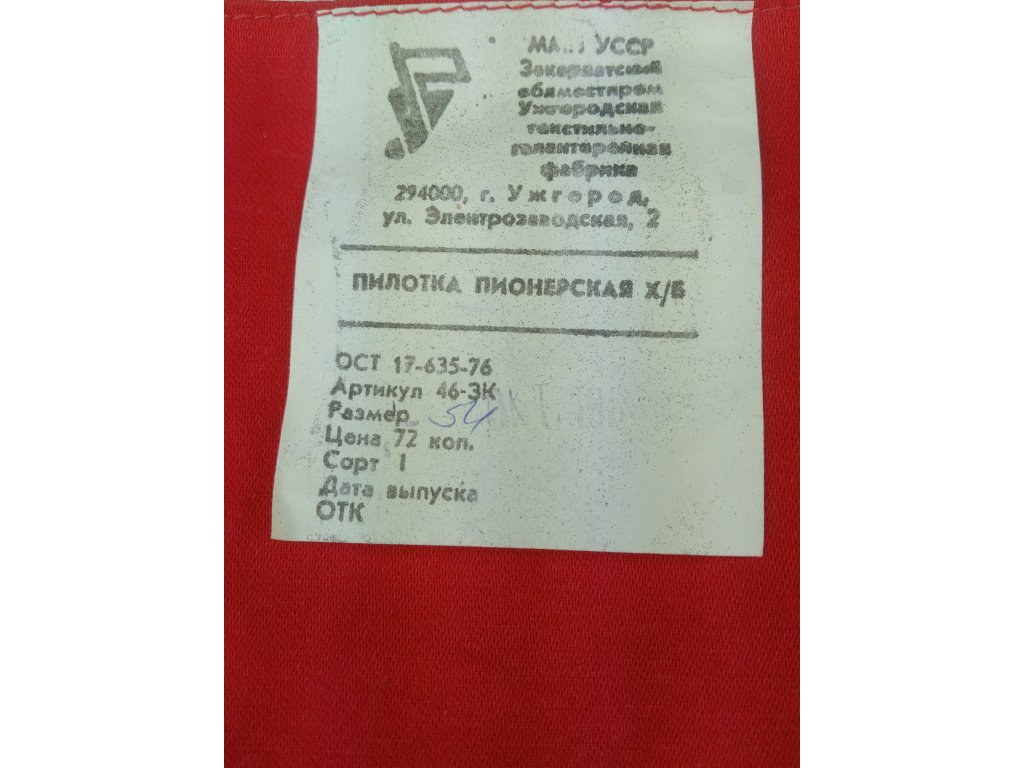 УССР
Закарпатский
облместпром
Ужгородская
текстильно-
галантерейная
фабрика
294000, г. Ужгород,
ул. Электрозаводская, 2
ПИЛОТКА ПИОНЕРСКАЯ Х/Б
ОСТ 17-635-76
Артикул 46-3К
Размер 54
Цена 72 коп.
Сорт 1
Дата выпуска
ОТК